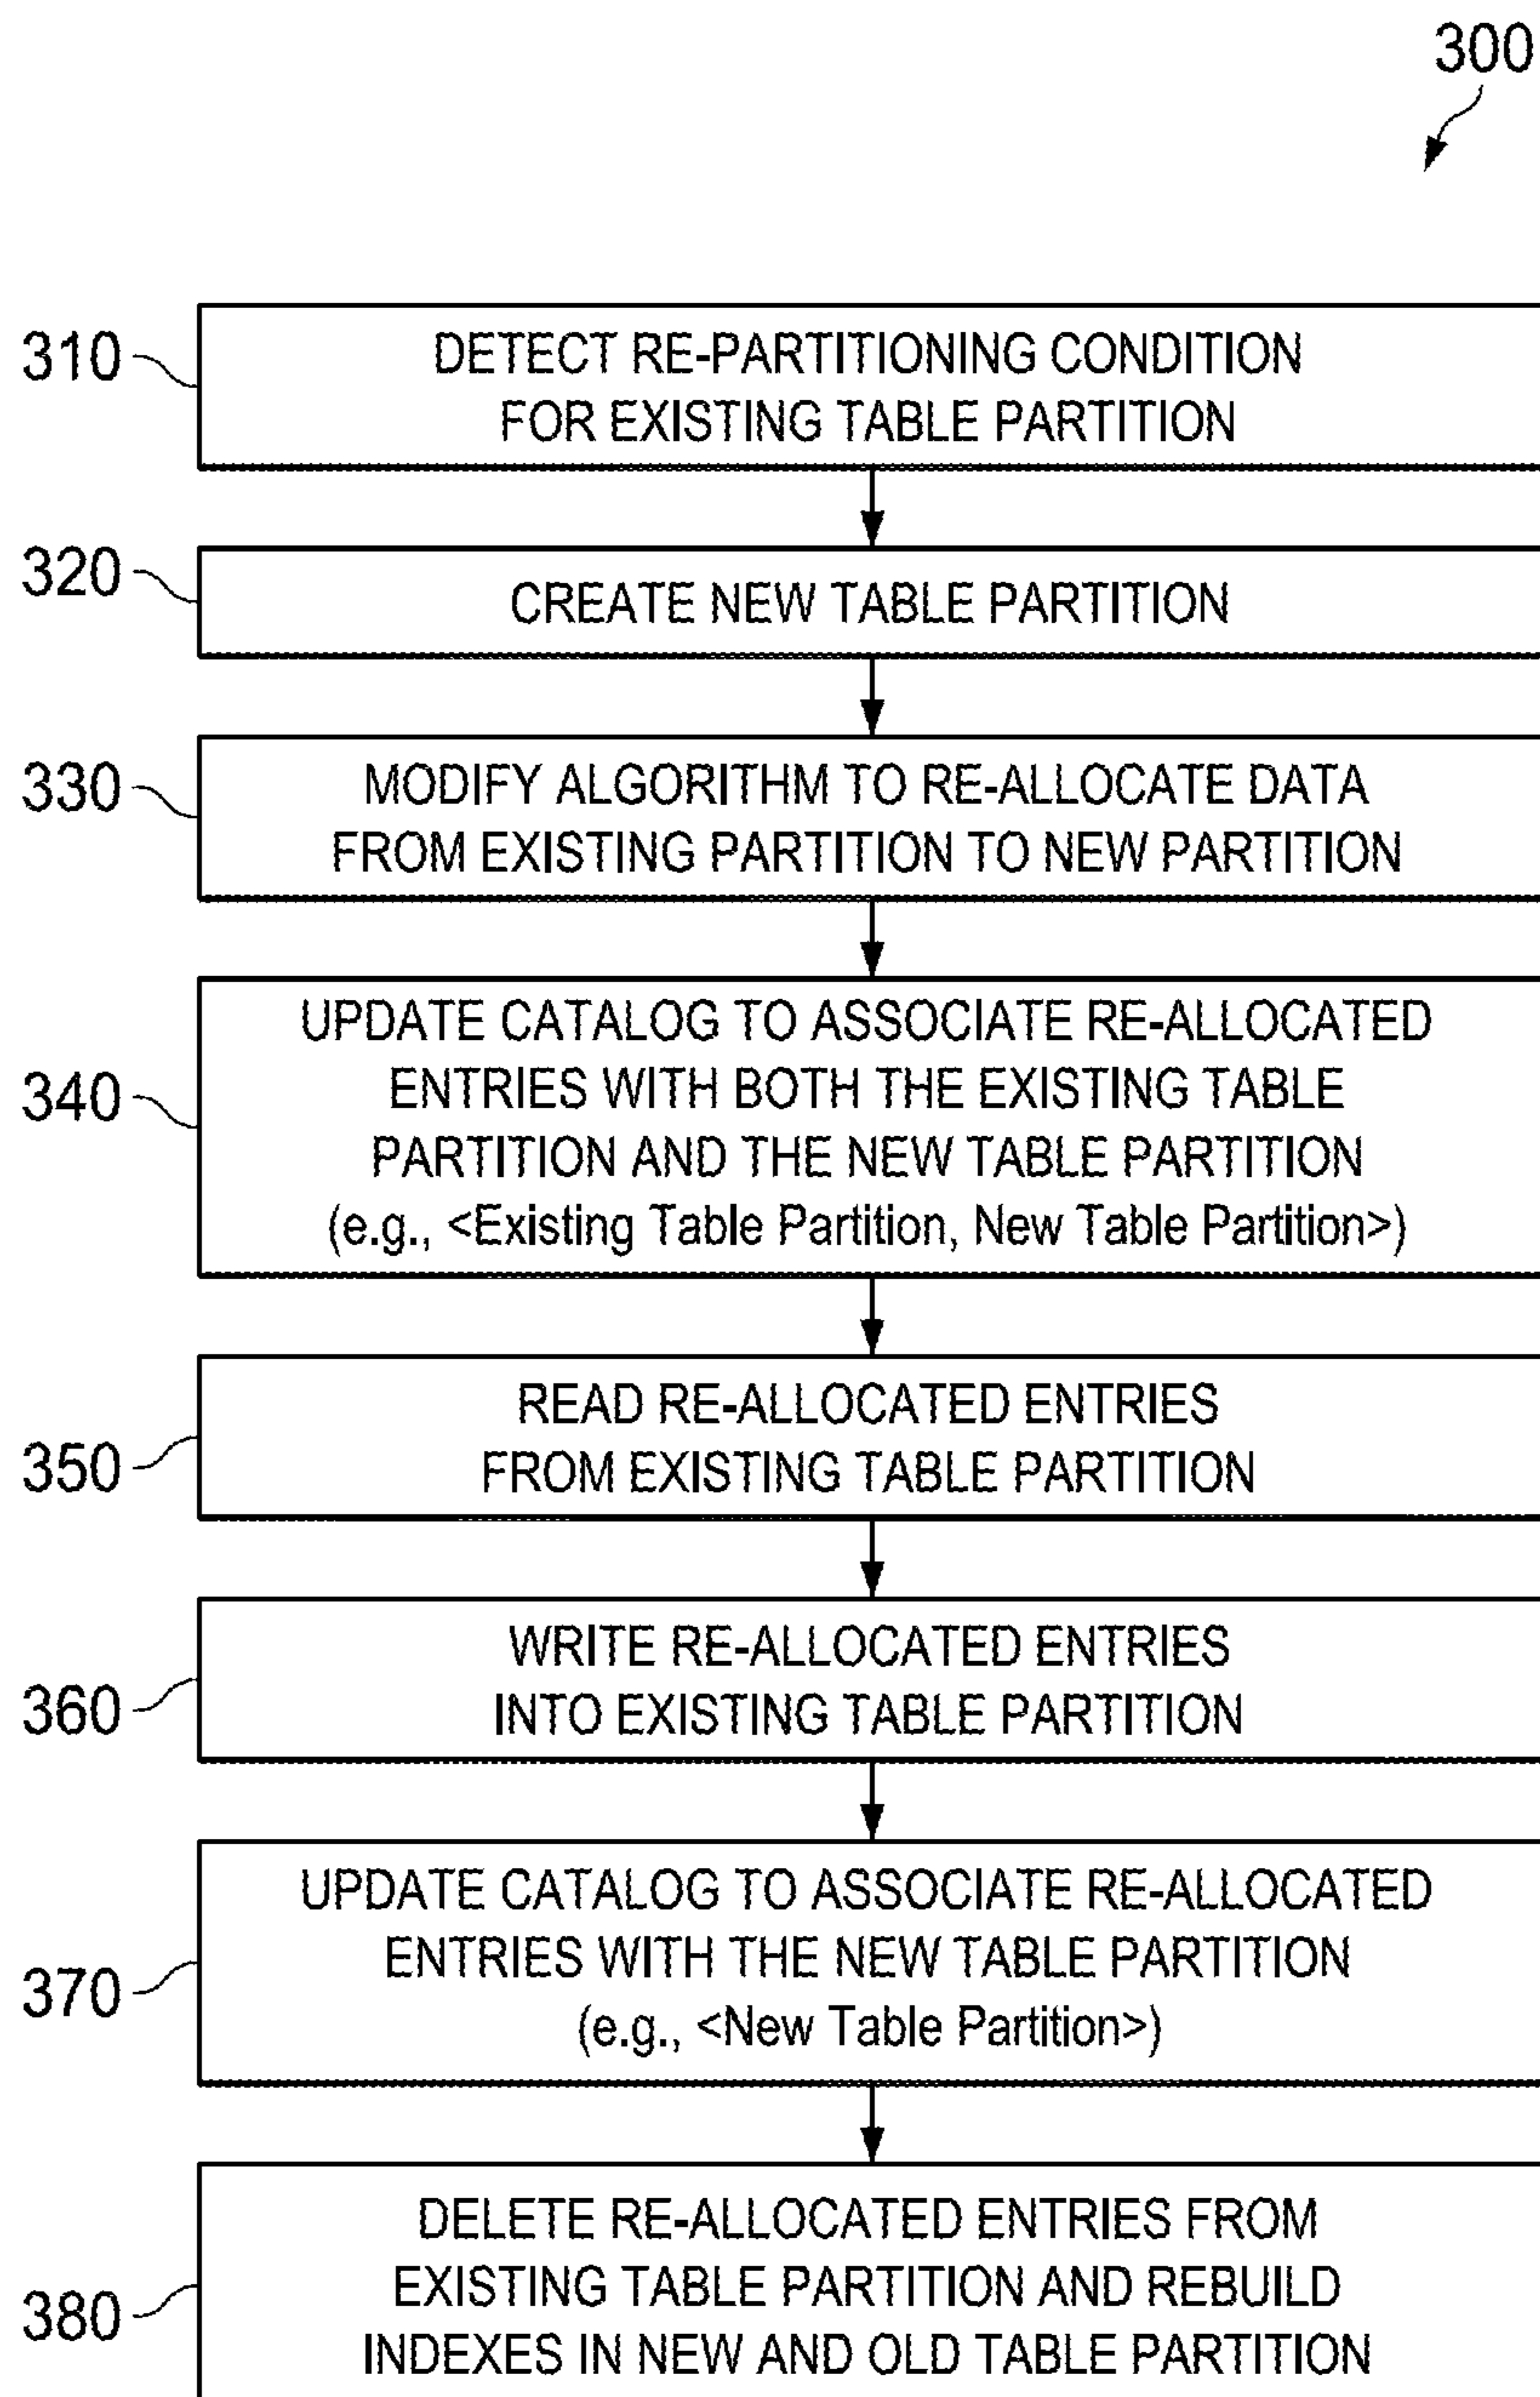 300
310
DETECT RE-PARTITIONING CONDITION
FOR EXISTING TABLE PARTITION
320
CREATE NEW TABLE PARTITION
330
MODIFY ALGORITHM TO RE-ALLOCATE DATA
FROM EXISTING PARTITION TO NEW PARTITION
340
UPDATE CATALOG TO ASSOCIATE RE-ALLOCATED
ENTRIES WITH BOTH THE EXISTING TABLE
PARTITION AND THE NEW TABLE PARTITION
(e.g., <Existing Table Partition, New Table Partition>)
350
READ RE-ALLOCATED ENTRIES
FROM EXISTING TABLE PARTITION
360
WRITE RE-ALLOCATED ENTRIES
INTO EXISTING TABLE PARTITION
370
UPDATE CATALOG TO ASSOCIATE RE-ALLOCATED
ENTRIES WITH THE NEW TABLE PARTITION
(e.g., <New Table Partition>)
380
DELETE RE-ALLOCATED ENTRIES FROM
EXISTING TABLE PARTITION AND REBUILD
INDEXES IN NEW AND OLD TABLE PARTITION